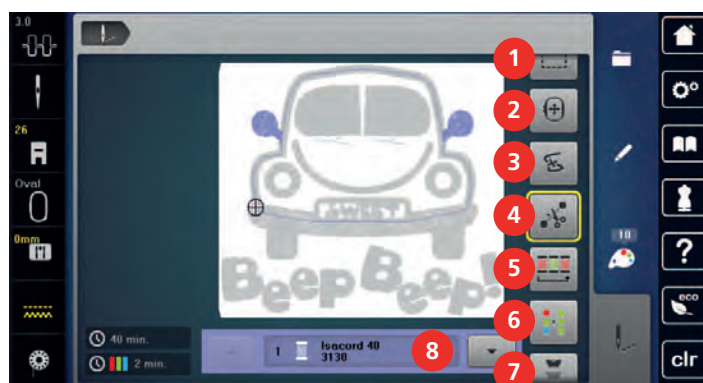 3.0
26
Oval
0mm
1
2
3
4
5
6
7
8
SWEET
Beep Beep!
40 min.
2 min.
1 Isacord 40
3130
10
?
eco
clr